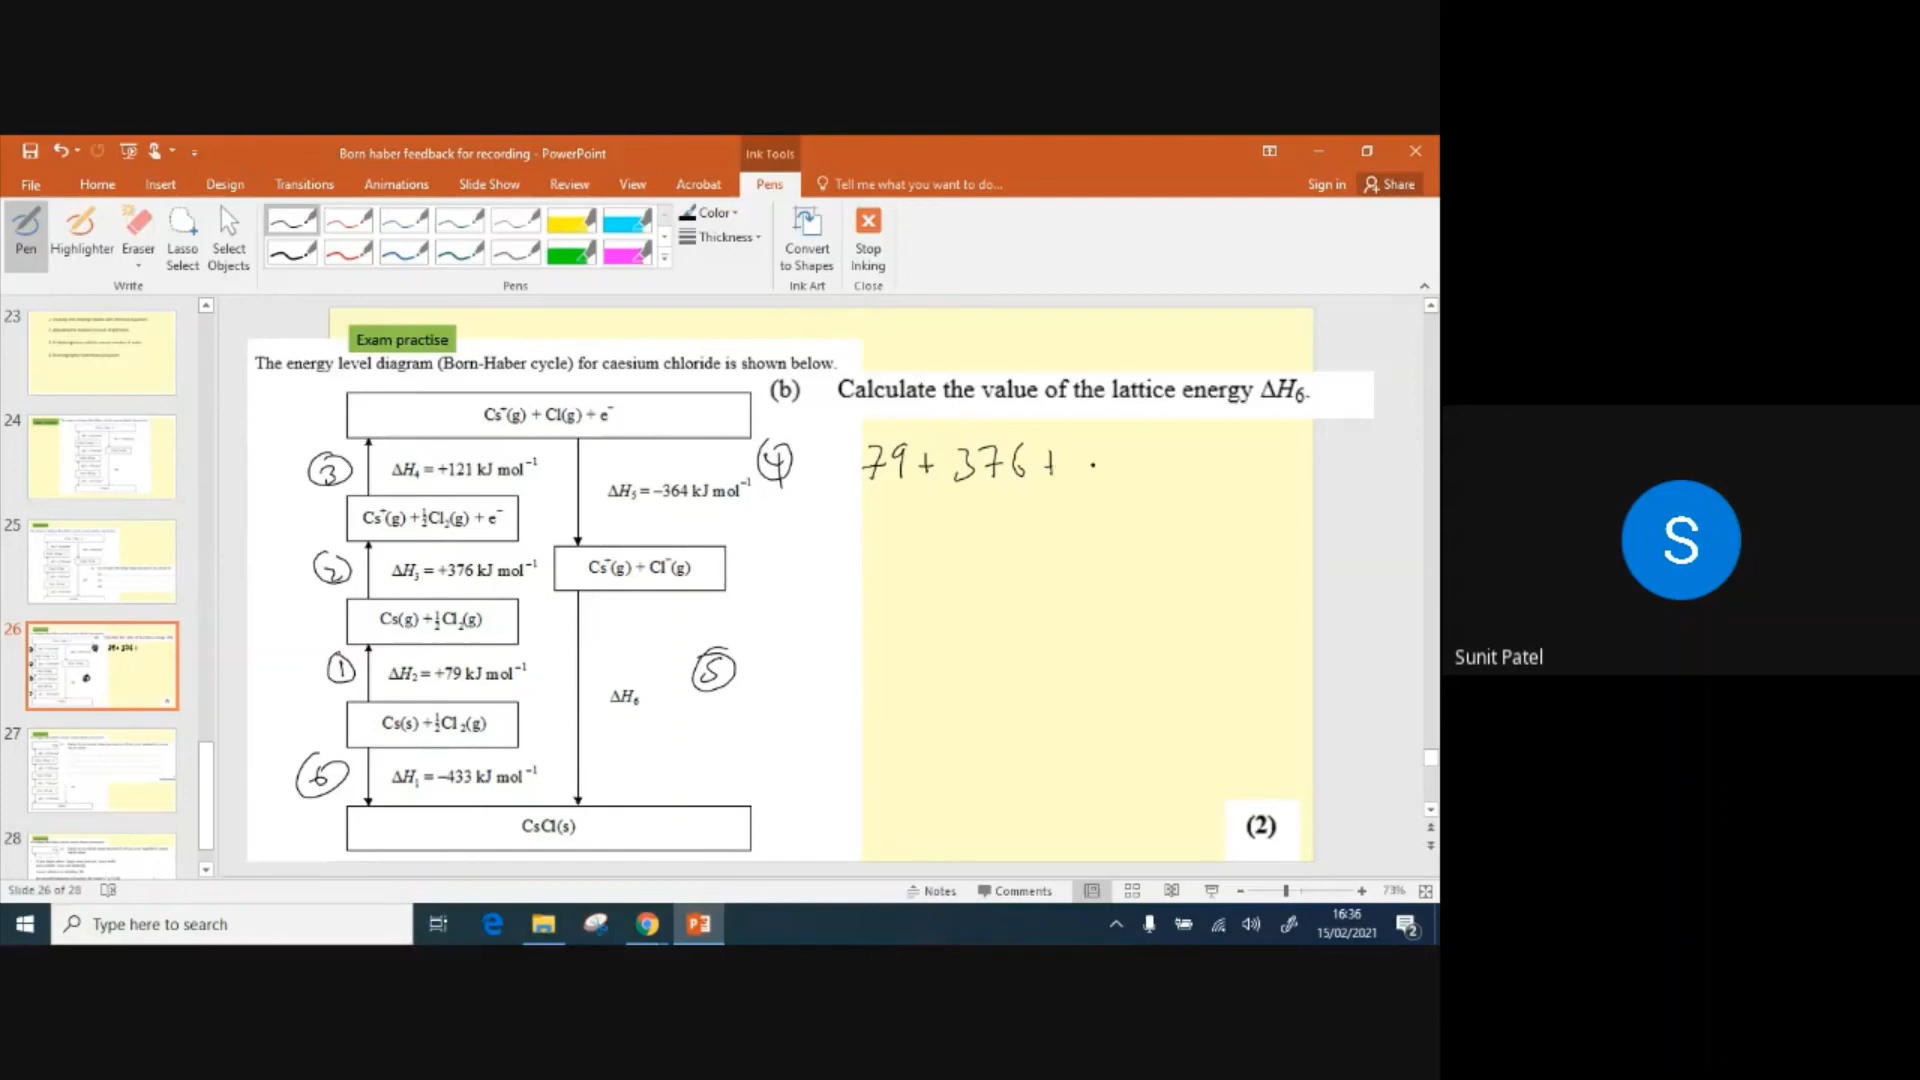 Born haber feedback for recording - PowerPoint
Ink Tools
File Home Insert Design Transitions Animations Slide Show Review View Acrobat Pens Tell me what you want to do... Sign in Share
Pen Highlighter Eraser Lasso Select Select Objects
Color
Thickness
Convert to Shapes
Stop Inking
Write Pens Ink Art Close
23
24
25
26
27
28
Exam practise
The energy level diagram (Born-Haber cycle) for caesium chloride is shown below.
(b) Calculate the value of the lattice energy ΔH₆.
Cs⁺(g) + Cl(g) + e⁻
③ ΔH₄ = +121 kJ mol⁻¹
④ 79 + 376 + .
ΔH₅ = −364 kJ mol⁻¹
Cs⁺(g) + ½Cl₂(g) + e⁻
② ΔH₃ = +376 kJ mol⁻¹
Cs⁺(g) + Cl⁻(g)
Cs(g) + ½Cl₂(g)
① ΔH₂ = +79 kJ mol⁻¹
⑤
ΔH₆
Cs(s) + ½Cl₂(g)
⑥ ΔH₁ = −433 kJ mol⁻¹
CsCl(s)
(2)
Slide 26 of 28
Notes Comments 73%
Type here to search
16:36
15/02/2021
2
S
Sunit Patel